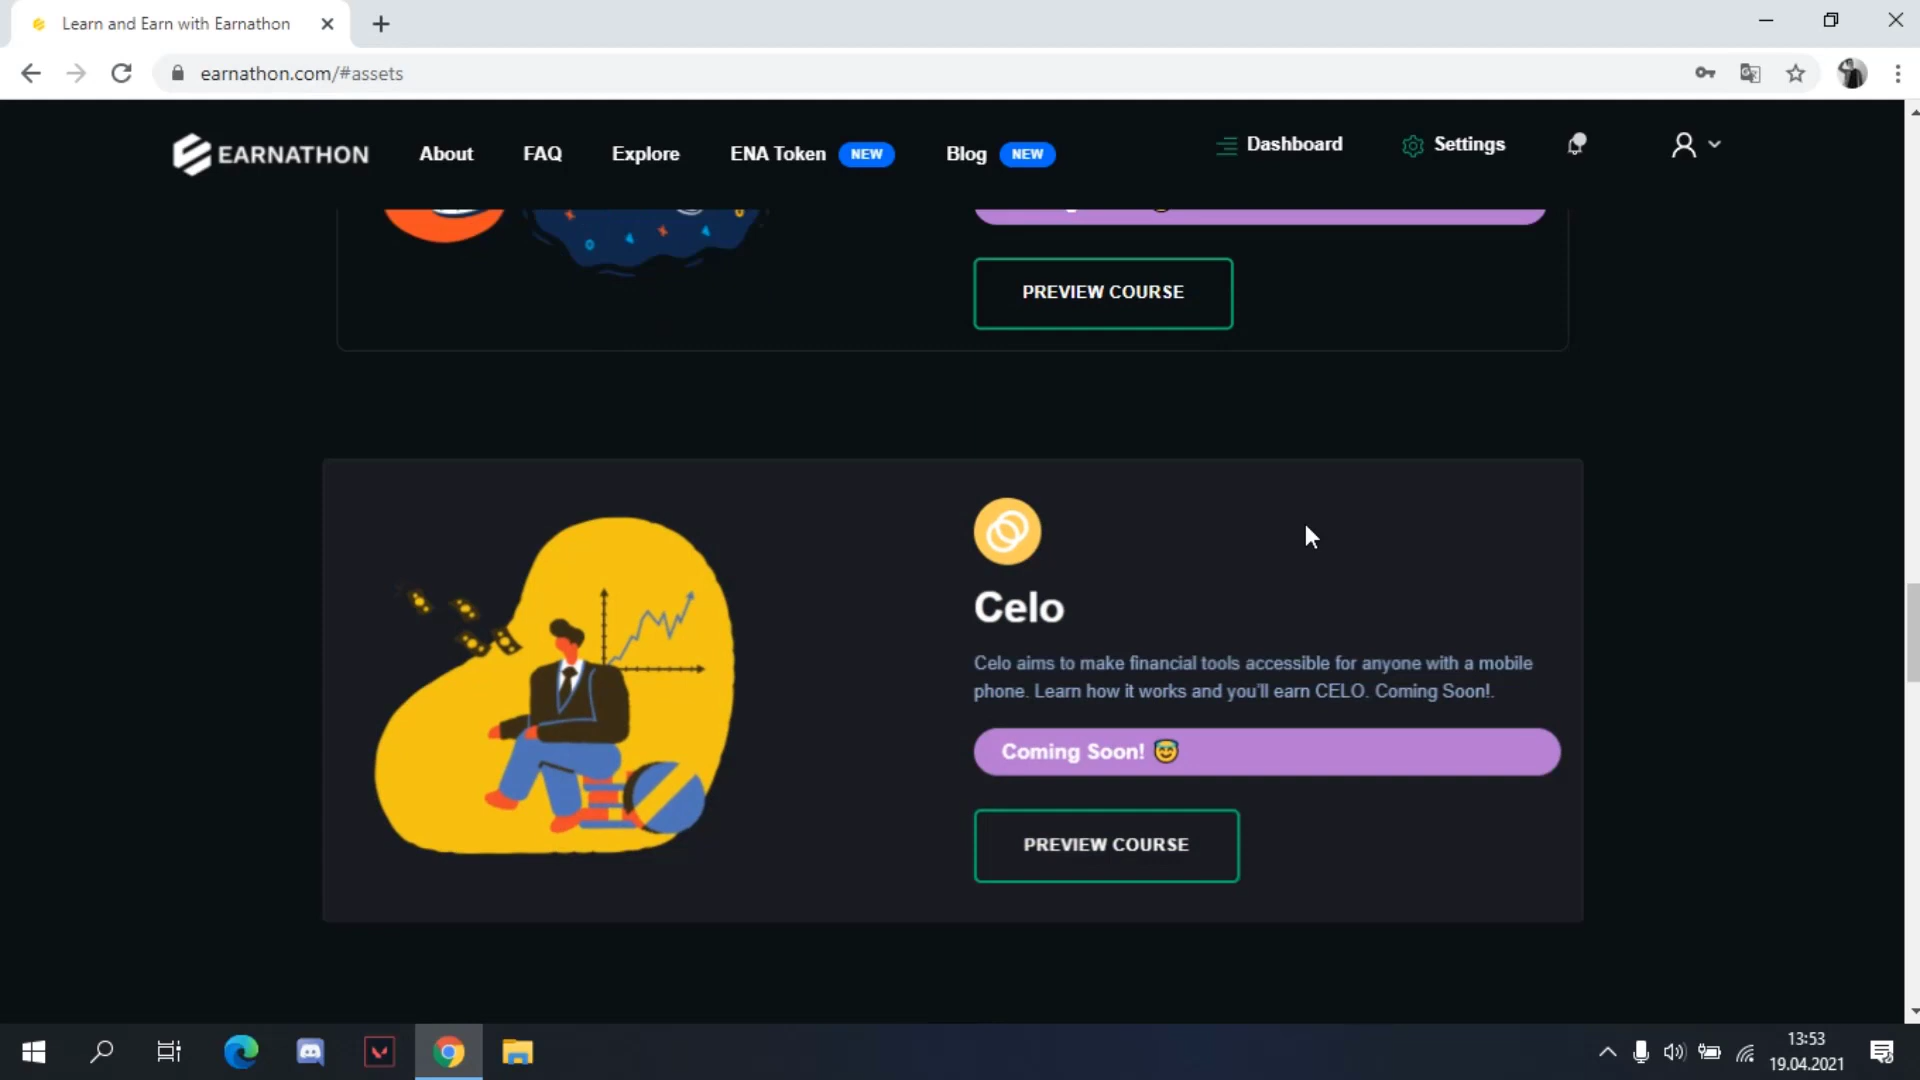 Learn and Earn with Earnathon
earnathon.com/#assets
EARNATHON About FAQ Explore ENA Token NEW Blog NEW Dashboard Settings
PREVIEW COURSE
Celo
Celo aims to make financial tools accessible for anyone with a mobile
phone. Learn how it works and you'll earn CELO. Coming Soon!.
Coming Soon! 😇
PREVIEW COURSE
13:53
19.04.2021